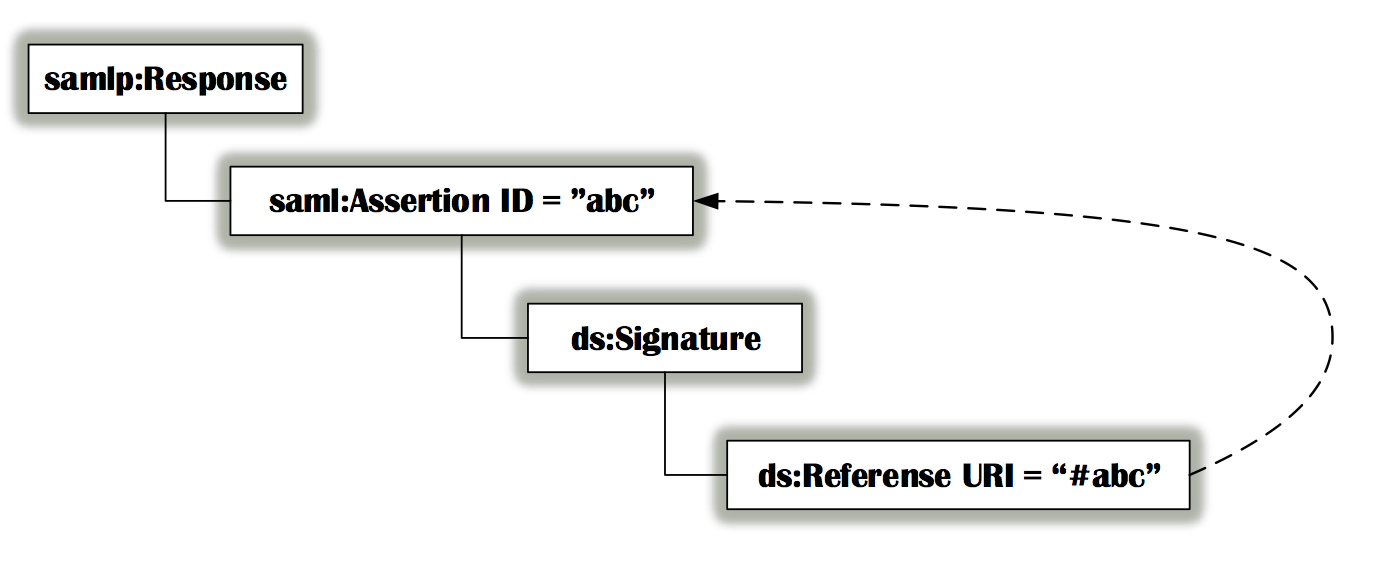 samlp:Response
saml:Assertion ID = ”abc”
ds:Signature
ds:Referense URI = “#abc”